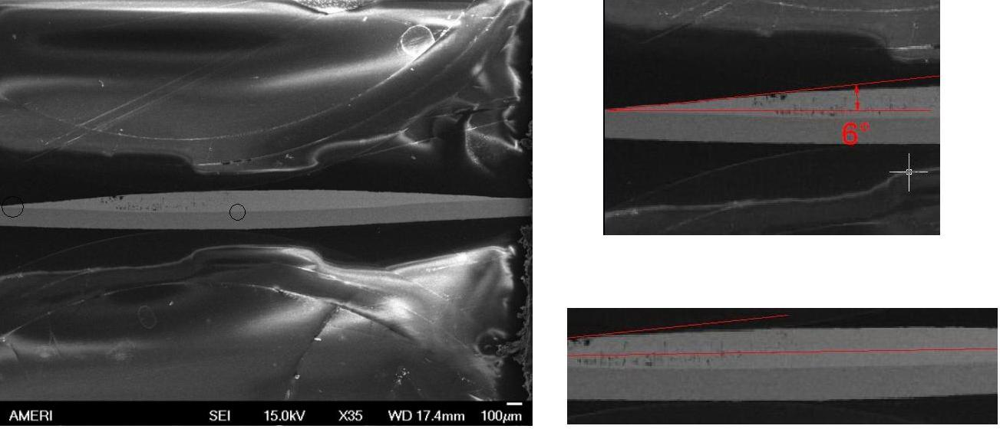 6°
AMERI SEI 15.0kV X35 WD 17.4mm 100μm